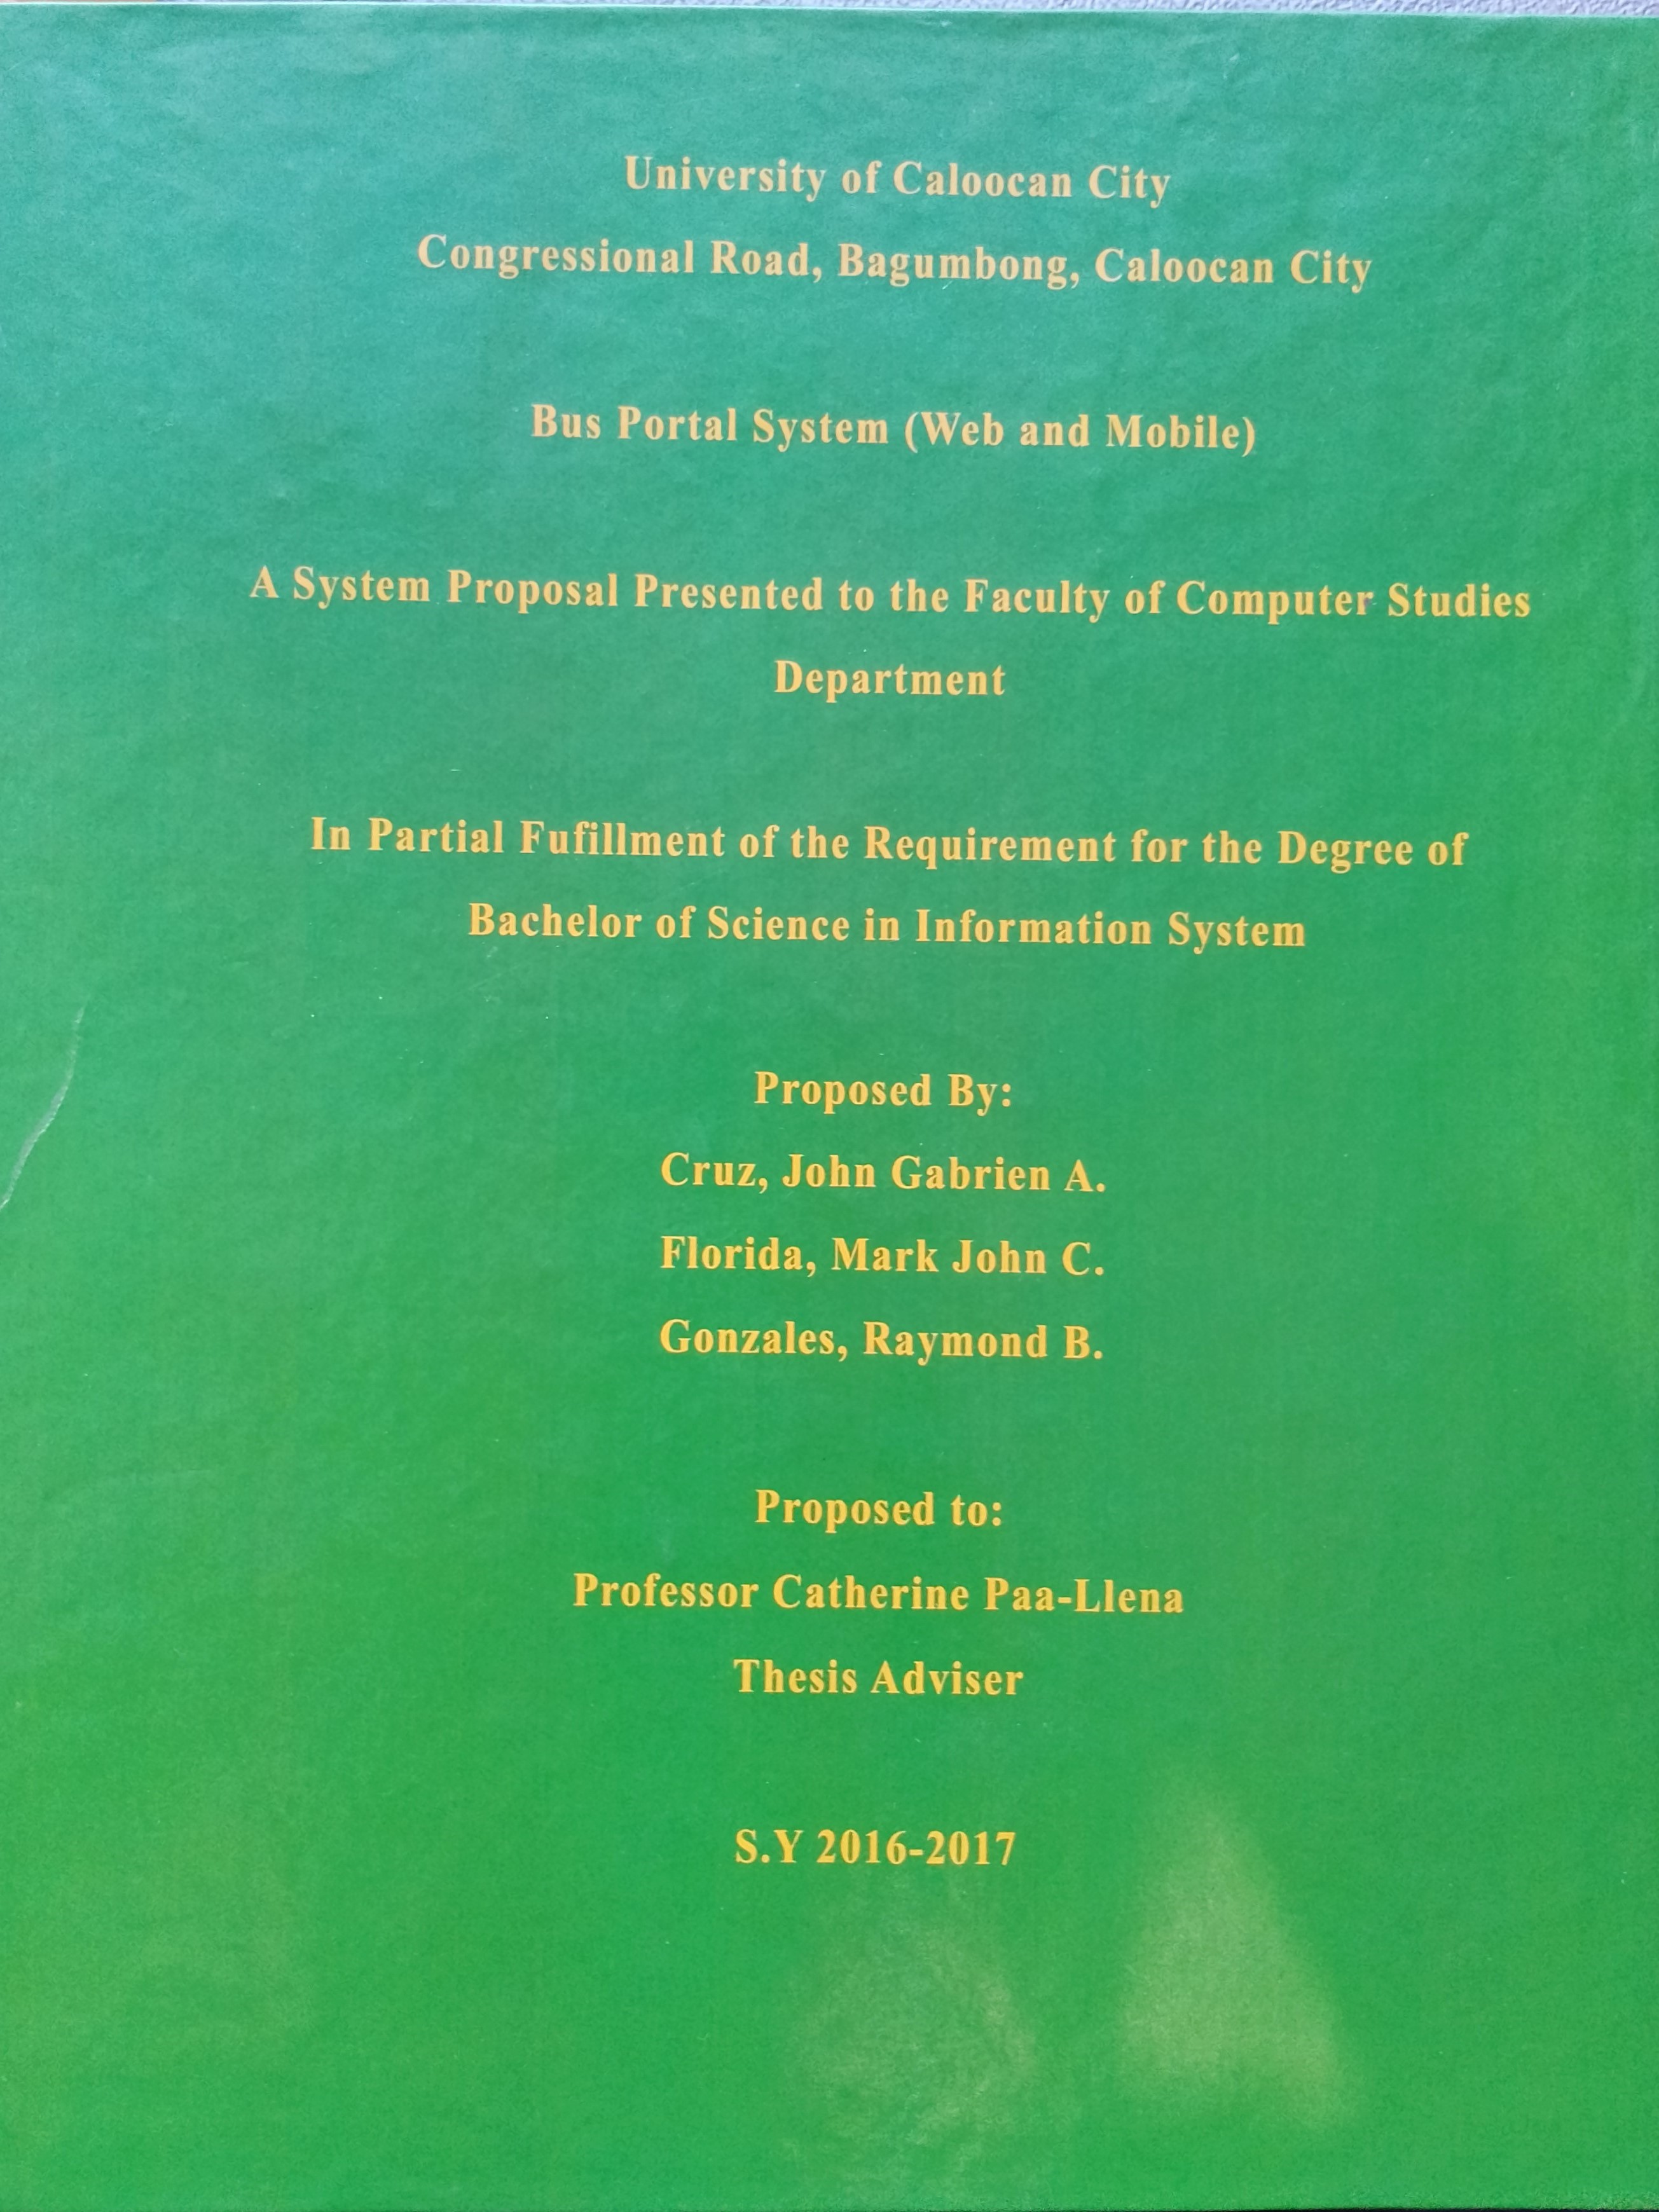 University of Caloocan City
Congressional Road, Bagumbong, Caloocan City
Bus Portal System (Web and Mobile)
A System Proposal Presented to the Faculty of Computer Studies
Department
In Partial Fufillment of the Requirement for the Degree of
Bachelor of Science in Information System
Proposed By:
Cruz, John Gabrien A.
Florida, Mark John C.
Gonzales, Raymond B.
Proposed to:
Professor Catherine Paa-Llena
Thesis Adviser
S.Y 2016-2017